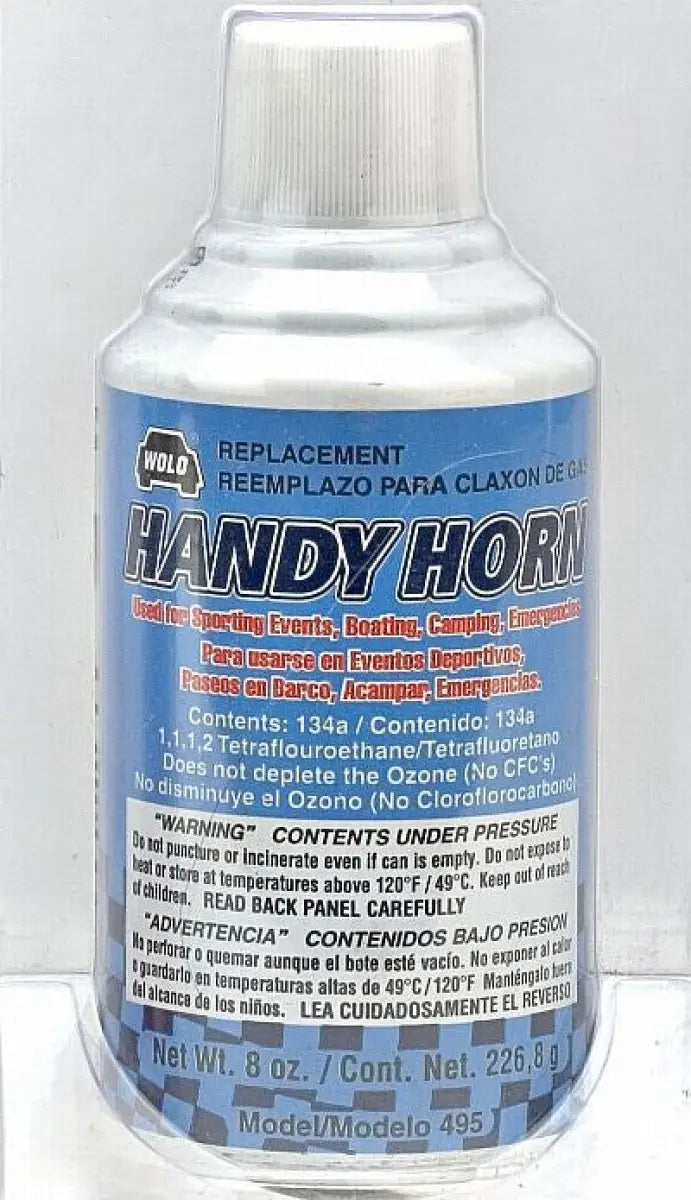 WOLO
REPLACEMENT
REEMPLAZO PARA CLAXON DE GAS
HANDY HORN
Used for Sporting Events, Boating, Camping, Emergencies
Para usarse en Eventos Deportivos,
Paseos en Barco, Acampar, Emergencias.
Contents: 134a / Contenido: 134a
1,1,1,2 Tetraflouroethane/Tetrafluoretano
Does not deplete the Ozone (No CFC's)
No disminuye el Ozono (No Cloroflorocarbono)
"WARNING" CONTENTS UNDER PRESSURE
Do not puncture or incinerate even if can is empty. Do not expose to
heat or store at temperatures above 120°F / 49°C. Keep out of reach
of children. READ BACK PANEL CAREFULLY
"ADVERTENCIA" CONTENIDOS BAJO PRESION
No perforar o quemar aunque el bote esté vacío. No exponer al calor
o guardarlo en temperaturas altas de 49°C/120°F Manténgalo fuera
del alcance de los niños. LEA CUIDADOSAMENTE EL REVERSO
Net Wt. 8 oz. / Cont. Net. 226,8 g
Model/Modelo 495